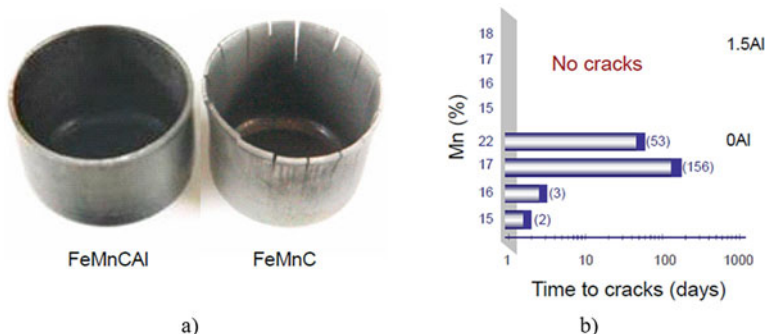 FeMnCAl
FeMnC
a)
Mn (%)
18
17
16
15
22
17
16
15
No cracks
1.5Al
0Al
(53)
(156)
(3)
(2)
1
10
100
1000
Time to cracks (days)
b)